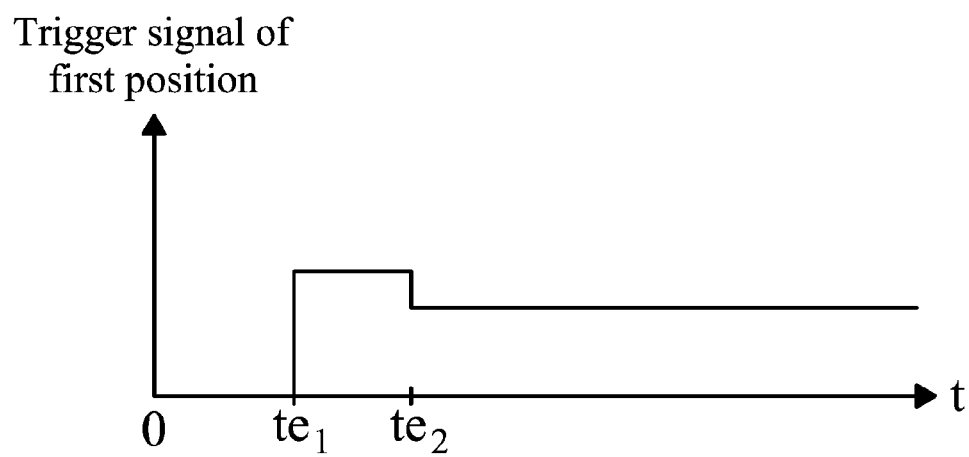 Trigger signal of
first position
0 te₁ te₂ t